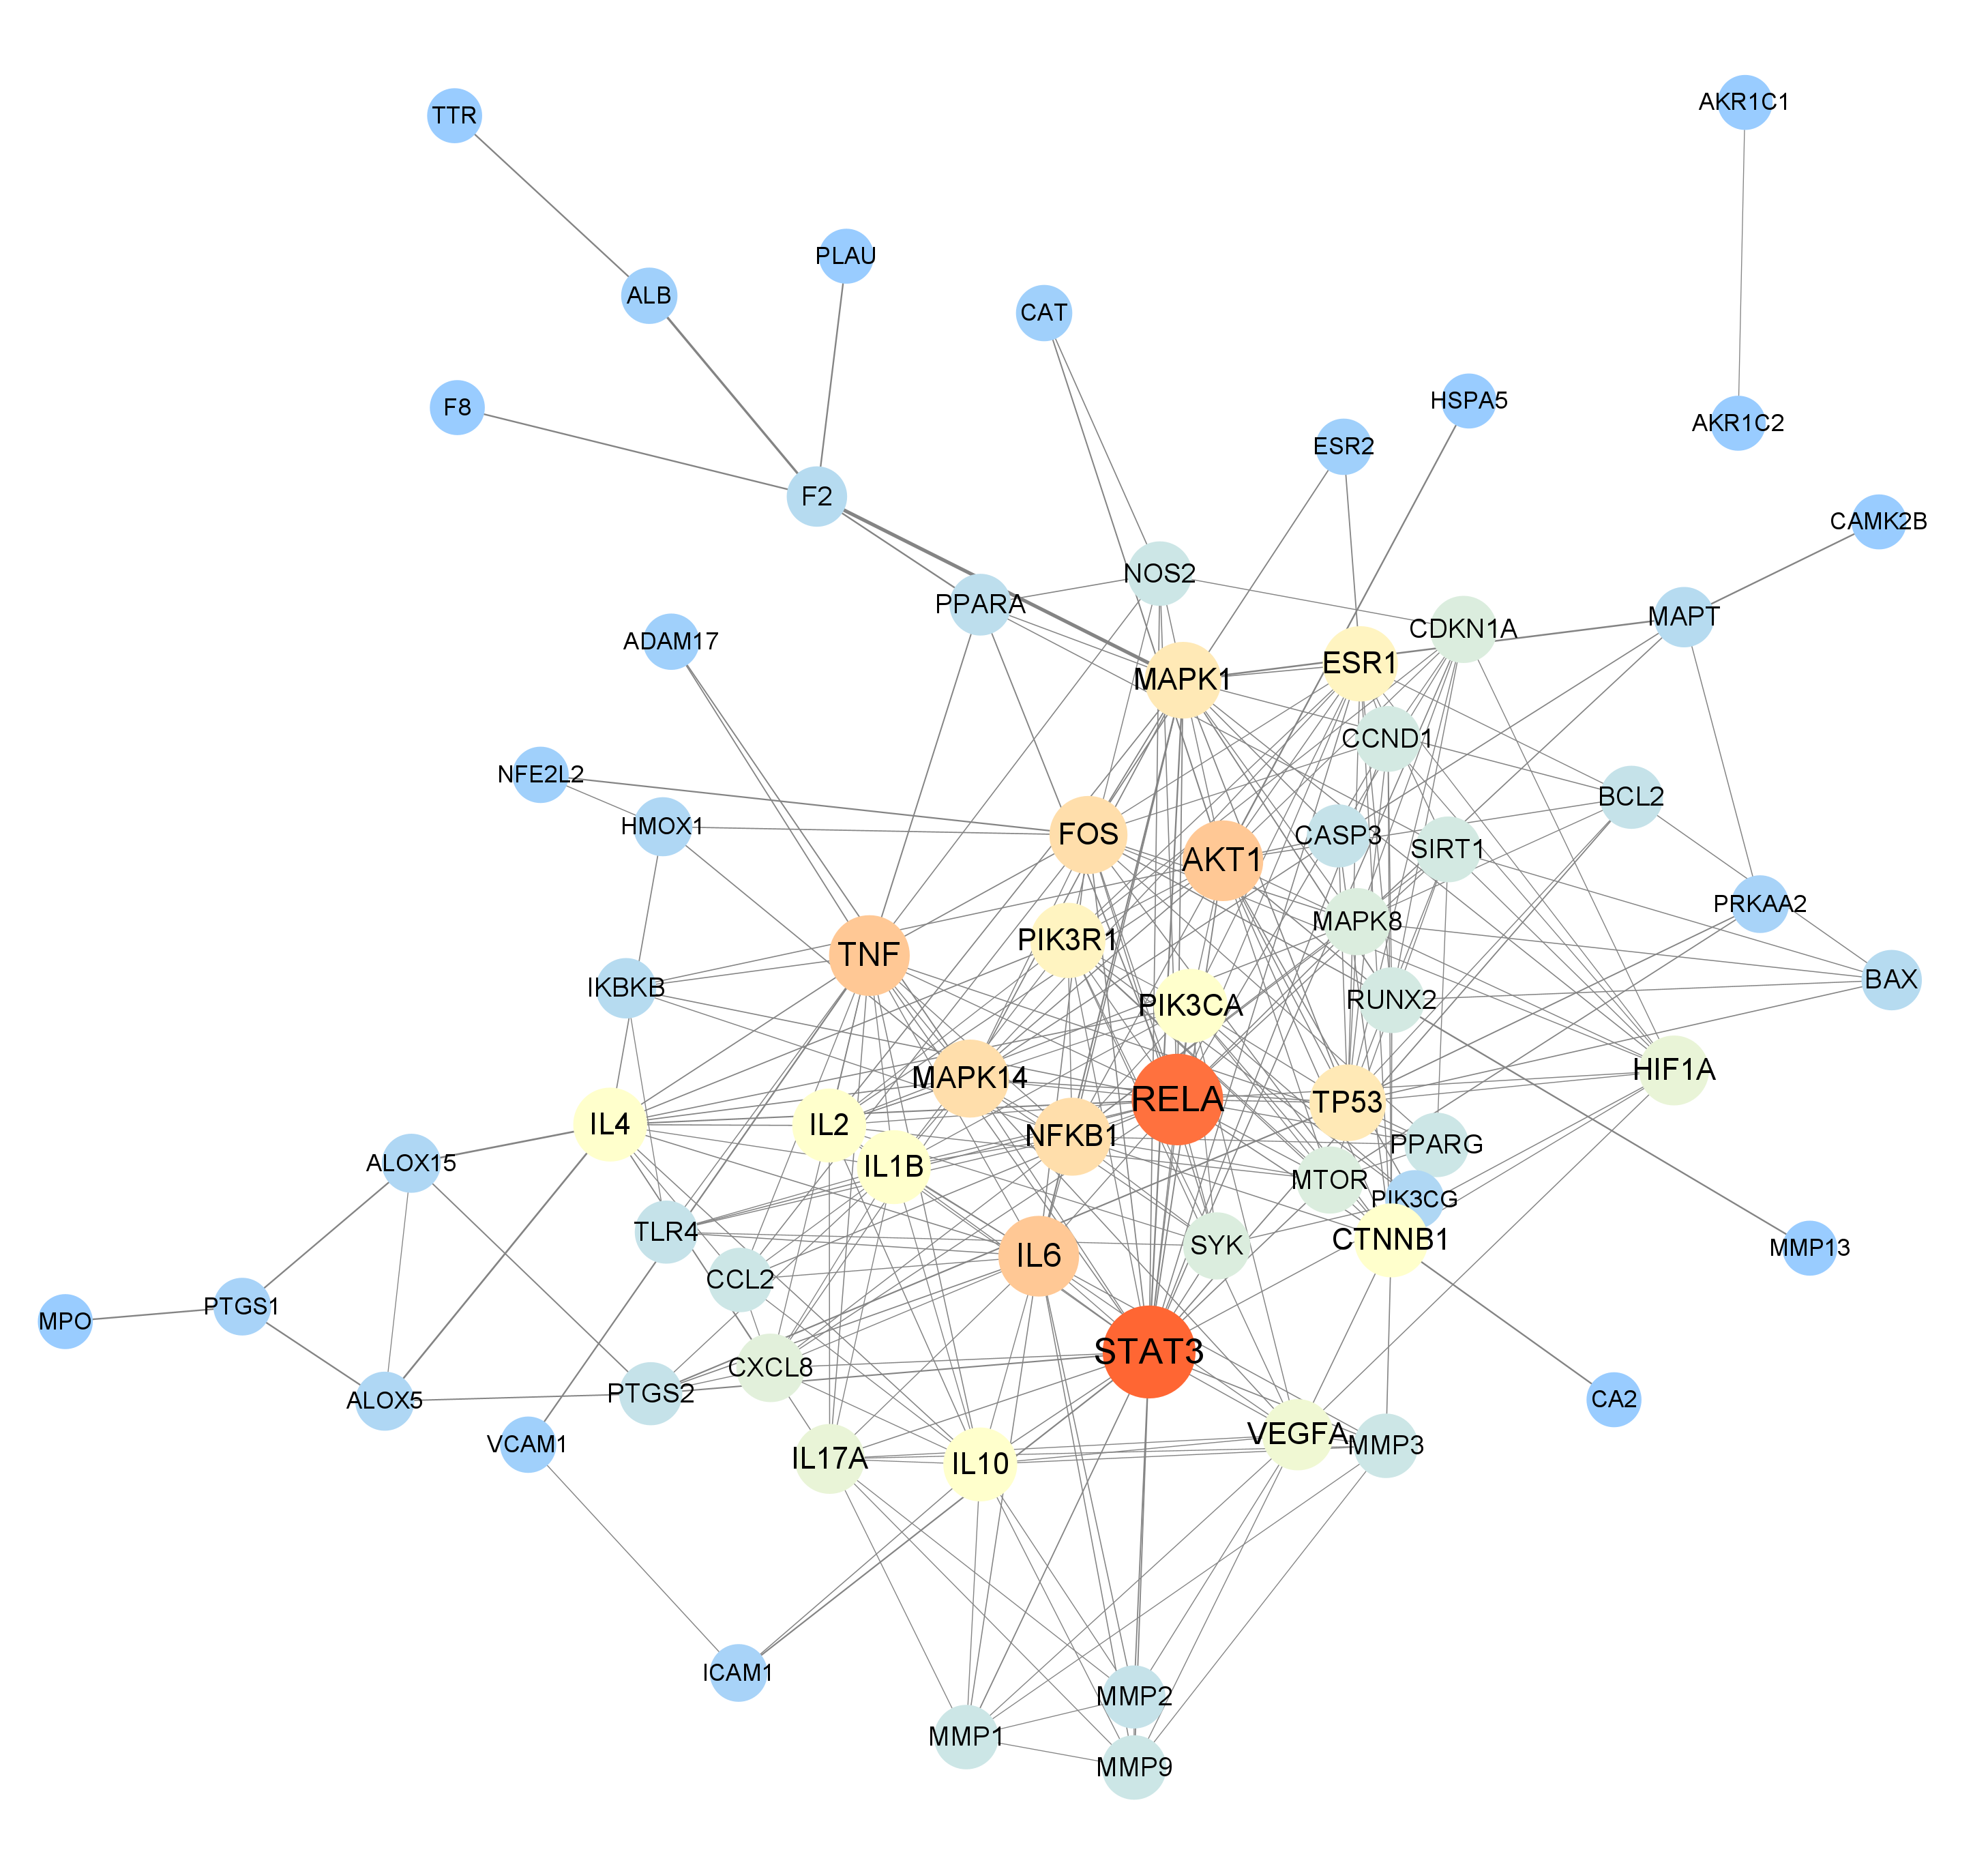 AKR1C1
TTR
PLAU
ALB
CAT
HSPA5
F8
AKR1C2
ESR2
F2
CAMK2B
NOS2
PPARA
MAPT
CDKN1A
ADAM17
ESR1
MAPK1
CCND1
NFE2L2
BCL2
HMOX1
FOS
CASP3
SIRT1
AKT1
PRKAA2
MAPK8
PIK3R1
TNF
BAX
IKBKB
RUNX2
PIK3CA
HIF1A
MAPK14
RELA
TP53
IL4
IL2
NFKB1
PPARG
ALOX15
IL1B
MTOR
PIK3CG
TLR4
CTNNB1
SYK
MMP13
IL6
CCL2
PTGS1
MPO
STAT3
CXCL8
PTGS2
ALOX5
CA2
VEGFA
VCAM1
MMP3
IL17A
IL10
ICAM1
MMP2
MMP1
MMP9